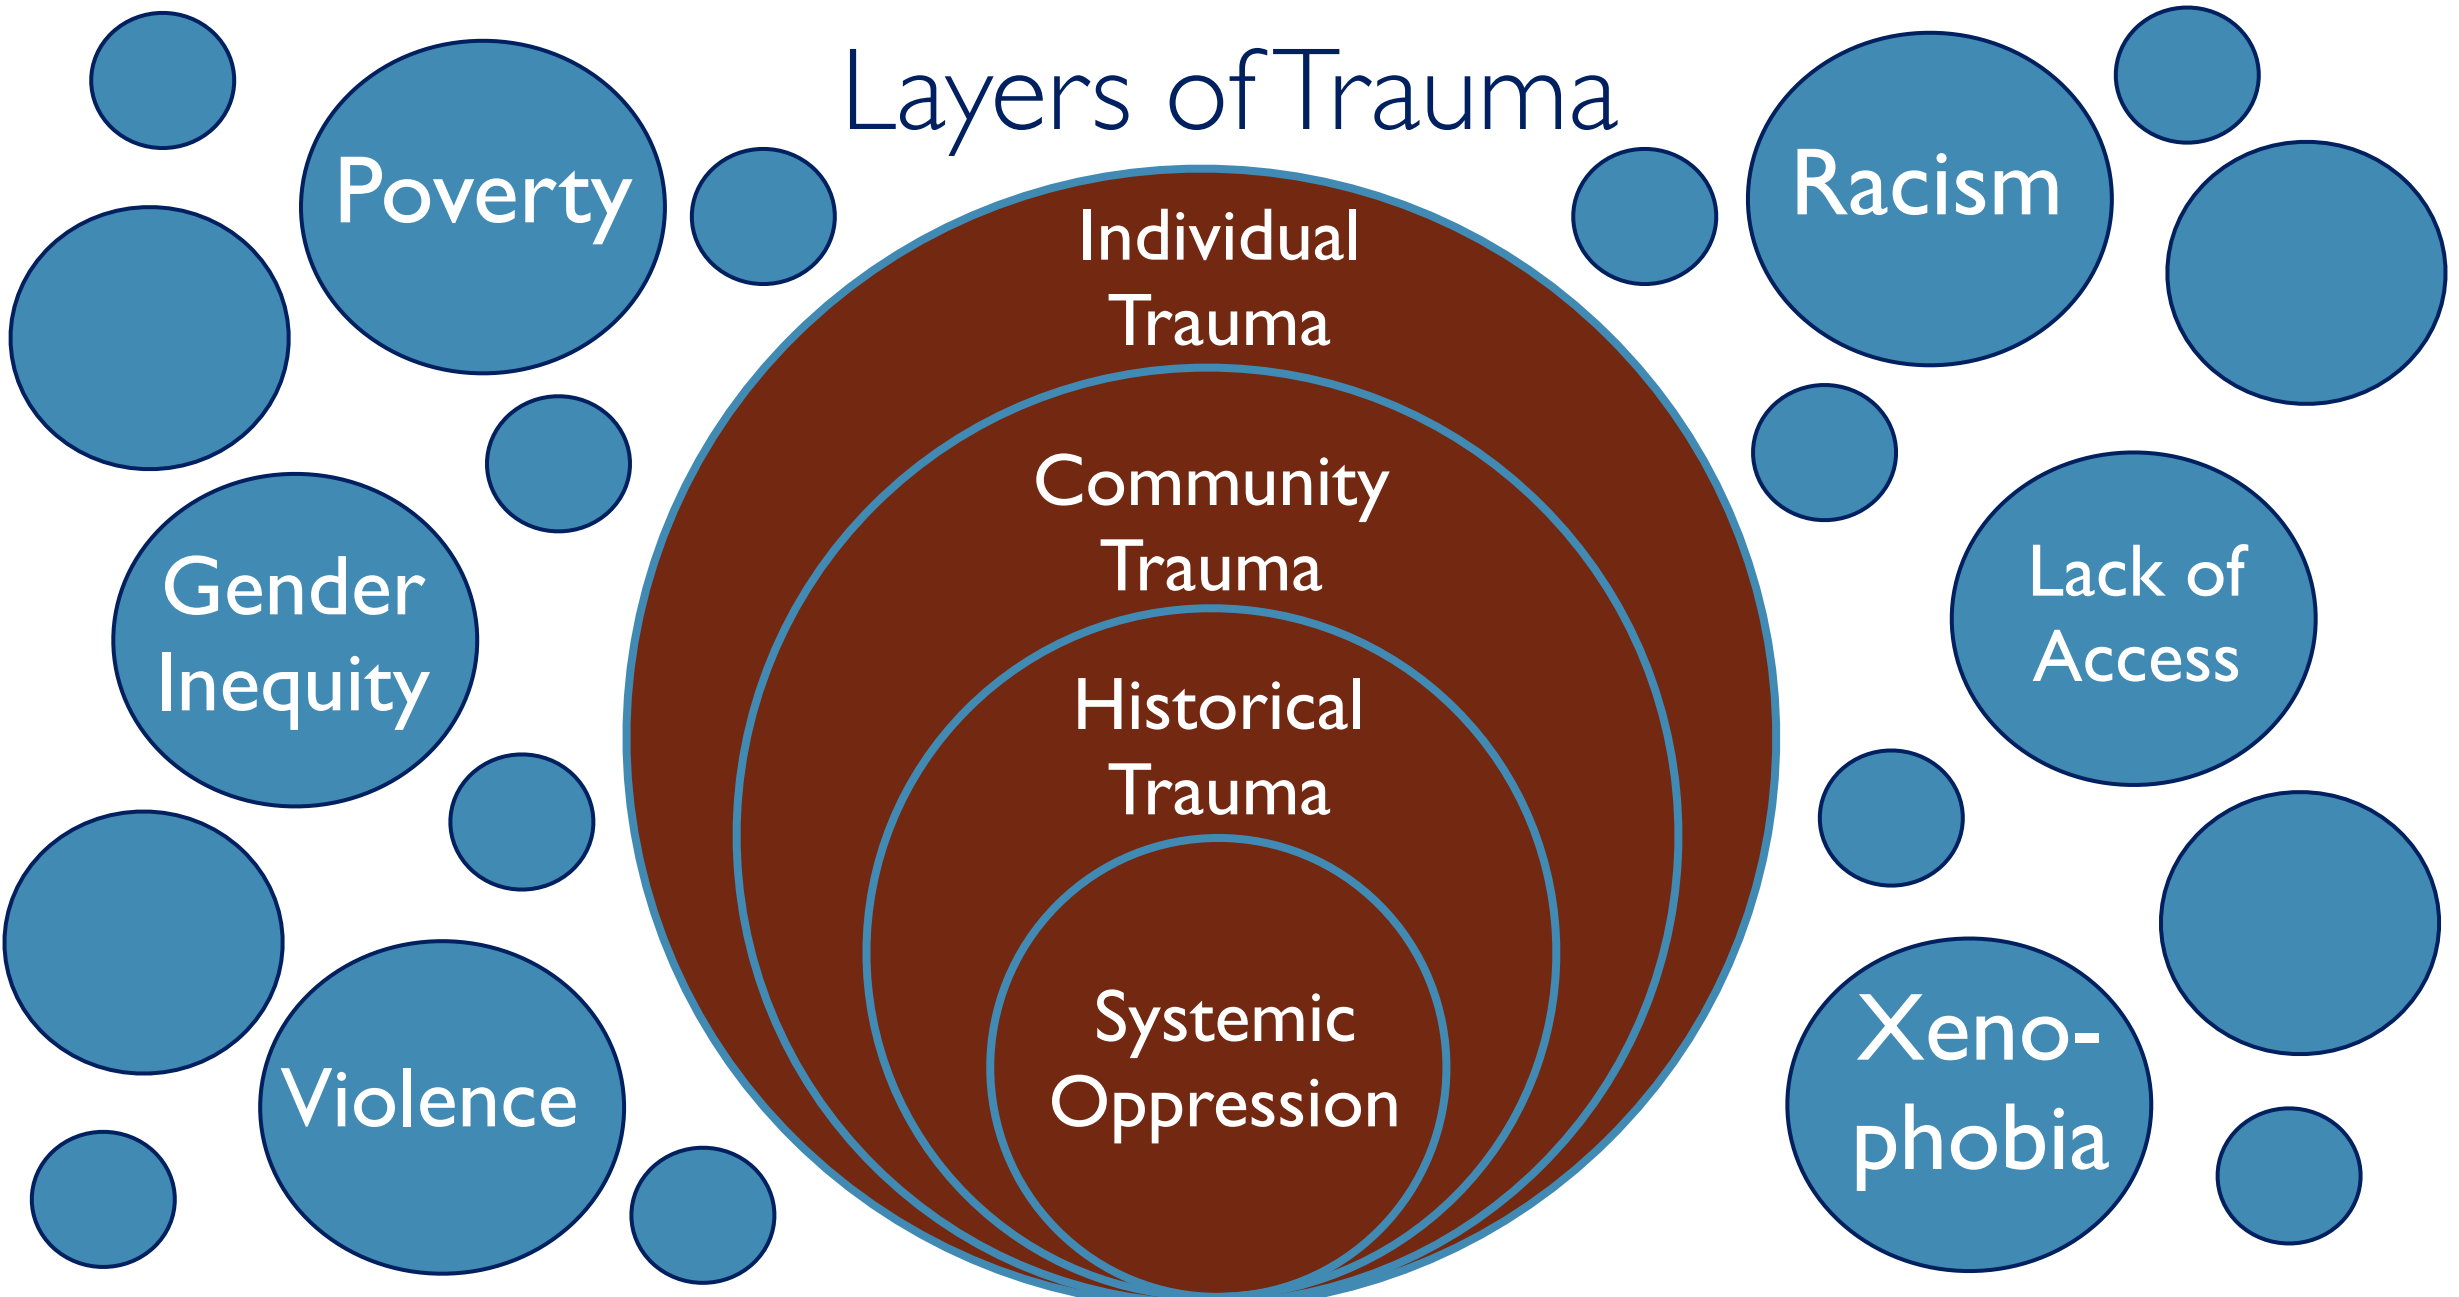 Layers of Trauma
Poverty
Gender
Inequity
Violence
Individual
Trauma
Community
Trauma
Historical
Trauma
Systemic
Oppression
Racism
Lack of
Access
Xeno-
phobia